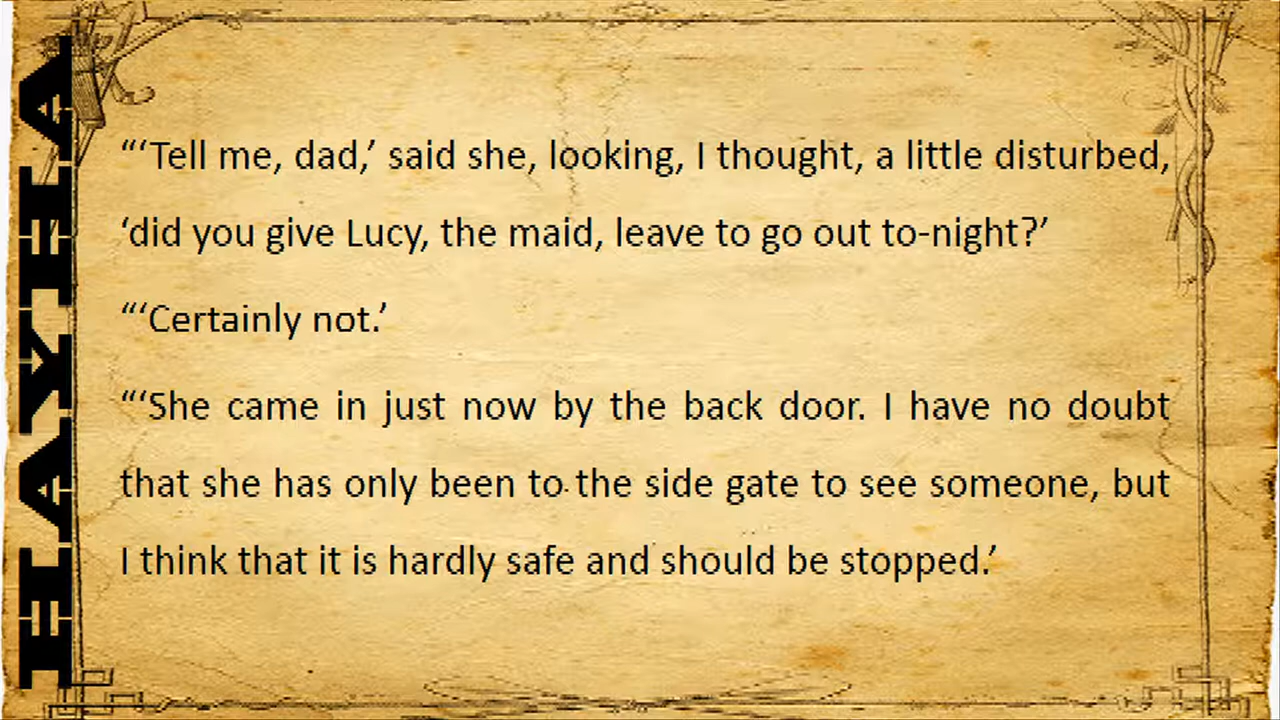 HAYHA
“‘Tell me, dad,’ said she, looking, I thought, a little disturbed,
‘did you give Lucy, the maid, leave to go out to-night?’
“‘Certainly not.’
“‘She came in just now by the back door. I have no doubt
that she has only been to the side gate to see someone, but
I think that it is hardly safe and should be stopped.’